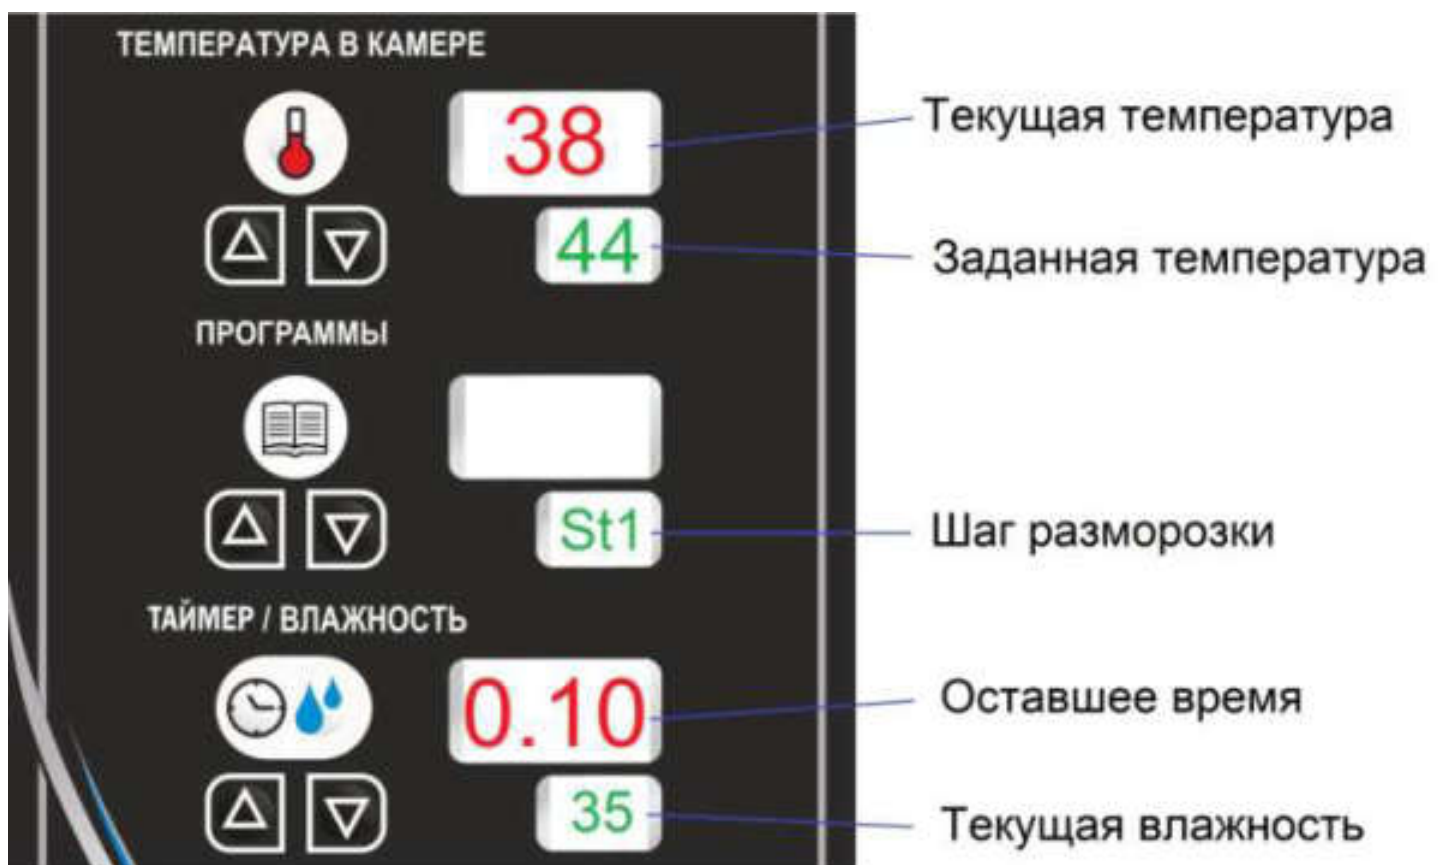 ТЕМПЕРАТУРА В КАМЕРЕ
38
Текущая температура
44
Заданная температура
ПРОГРАММЫ
St1
Шаг разморозки
ТАЙМЕР / ВЛАЖНОСТЬ
0.10
Оставшее время
35
Текущая влажность